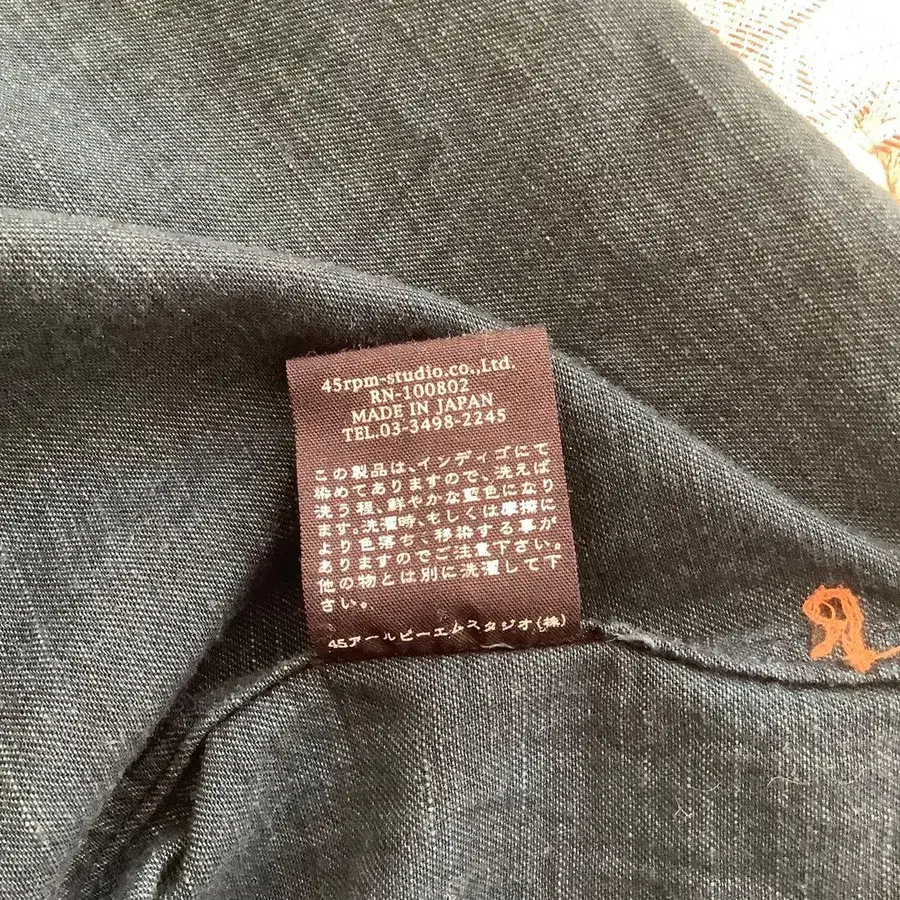 45rpm-studio.co.,Ltd.
RN-100802
MADE IN JAPAN
TEL.03-3498-2245
この製品は、インディゴにて
染めてありますので、洗えば
洗う程、鮮やかな藍色になり
ます。洗濯時、もしくは摩擦に
より色落ち、移染する事が
ありますのでご注意下さい。
他の物とは別に洗濯して下
さい。
45アールピーエムスタジオ(株)